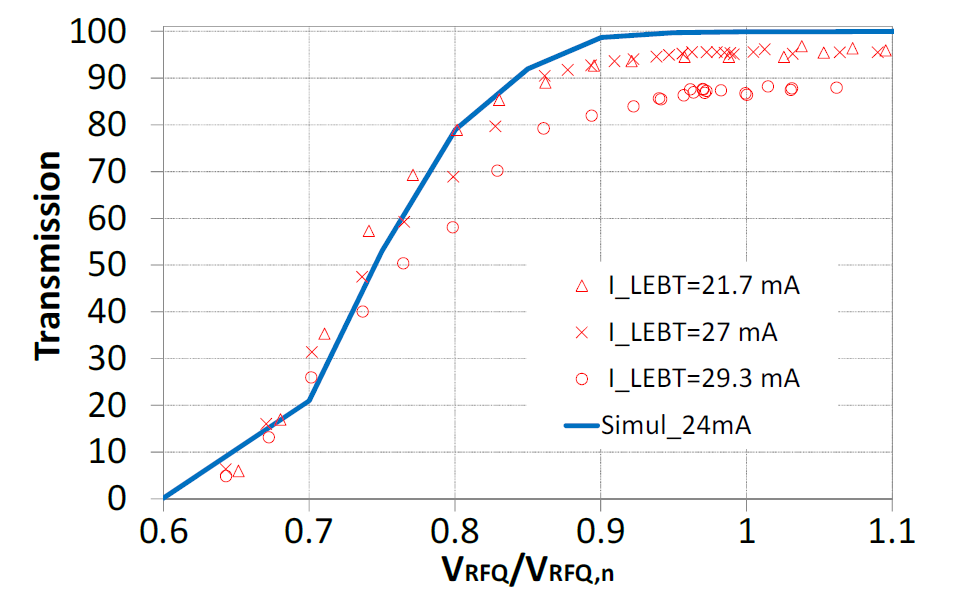 100
90
80
70
60
50
40
30
20
10
0
Transmission
I_LEBT=21.7 mA
I_LEBT=27 mA
I_LEBT=29.3 mA
Simul_24mA
0.6 0.7 0.8 0.9 1 1.1
VRFQ/VRFQ,n